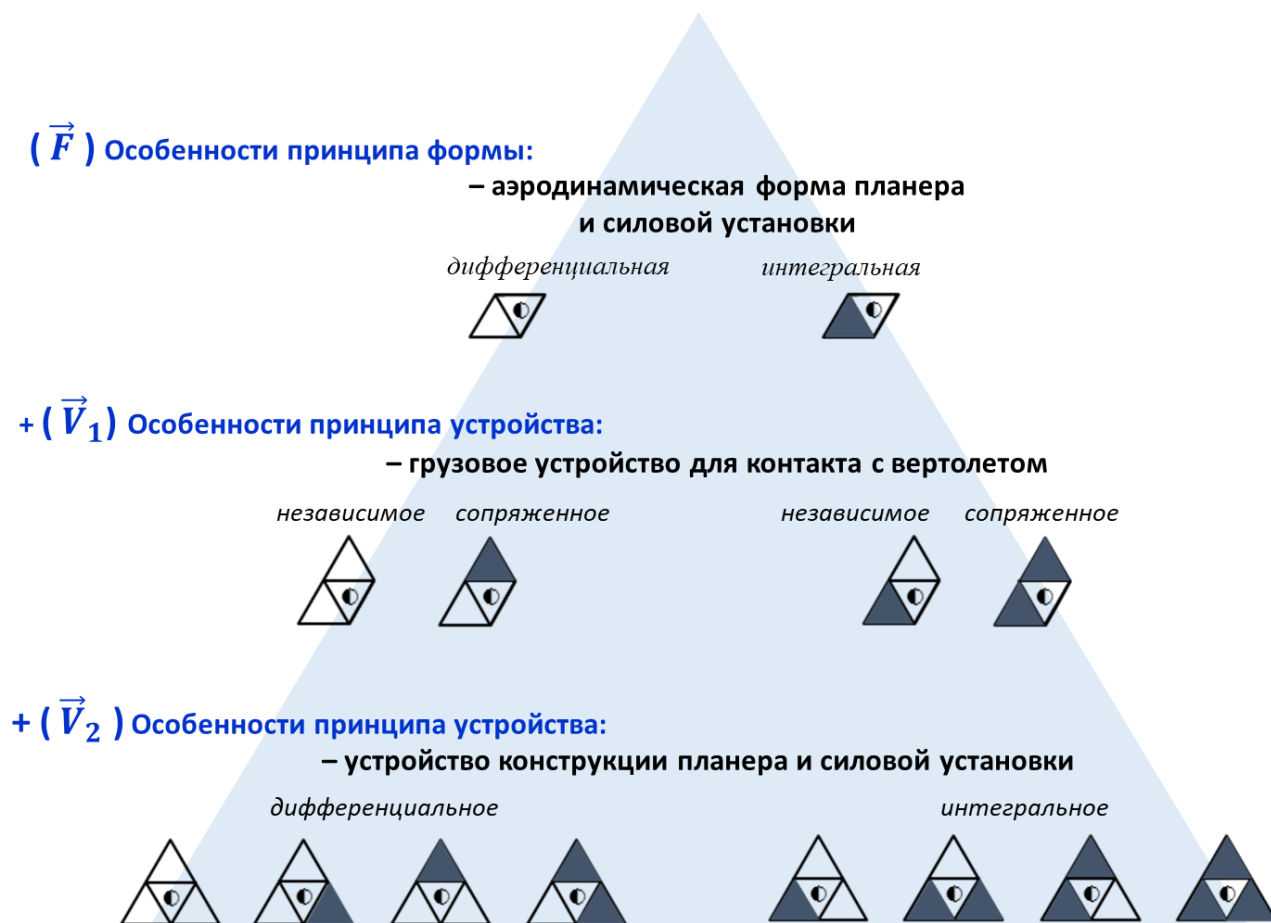 ( F⃗ ) Особенности принципа формы:
– аэродинамическая форма планера
и силовой установки
дифференциальная интегральная
+ ( V⃗₁) Особенности принципа устройства:
– грузовое устройство для контакта с вертолетом
независимое сопряженное независимое сопряженное
+ ( V⃗₂ ) Особенности принципа устройства:
– устройство конструкции планера и силовой установки
дифференциальное интегральное